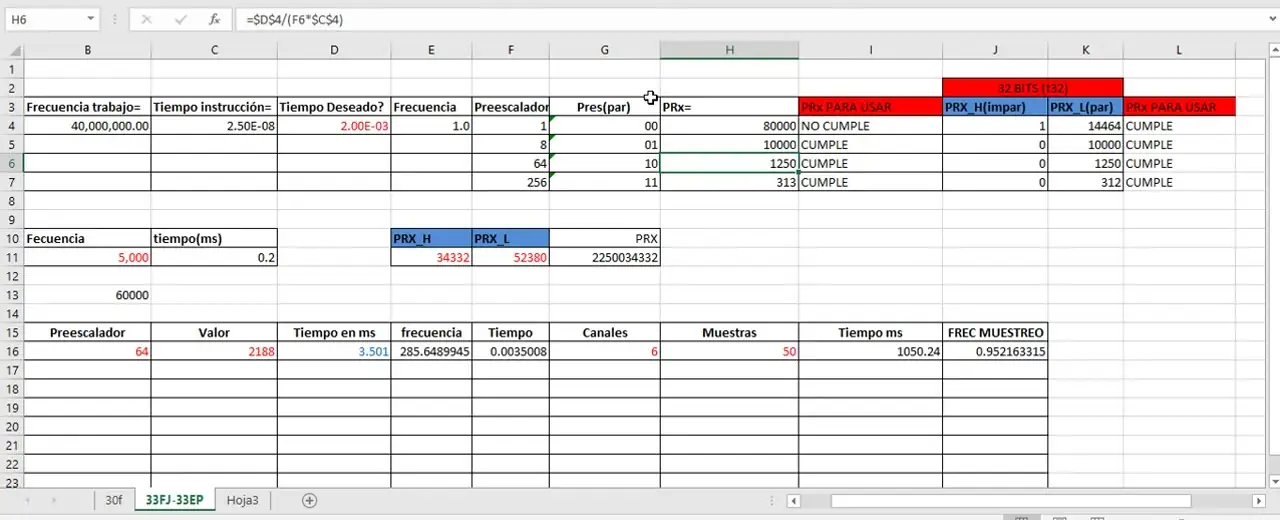 H6 fx =$D$4/(F6*$C$4)
B C D E F G H I J K L
1
2 32 BITS (t32)
3 Frecuencia trabajo= Tiempo instrucción= Tiempo Deseado? Frecuencia Preescalador Pres(par) PRx= PRx PARA USAR PRX_H(impar) PRX_L(par) PRx PARA USAR
4 40,000,000.00 2.50E-08 2.00E-03 1.0 1 00 80000 NO CUMPLE 1 14464 CUMPLE
5 8 01 10000 CUMPLE 0 10000 CUMPLE
6 64 10 1250 CUMPLE 0 1250 CUMPLE
7 256 11 313 CUMPLE 0 312 CUMPLE
8
9
10 Fecuencia tiempo(ms) PRX_H PRX_L PRX
11 5,000 0.2 34332 52380 2250034332
12
13 60000
14
15 Preescalador Valor Tiempo en ms frecuencia Tiempo Canales Muestras Tiempo ms FREC MUESTREO
16 64 2188 3.501 285.6489945 0.0035008 6 50 1050.24 0.952163315
17
18
19
20
21
22
23
30f 33FJ-33EP Hoja3